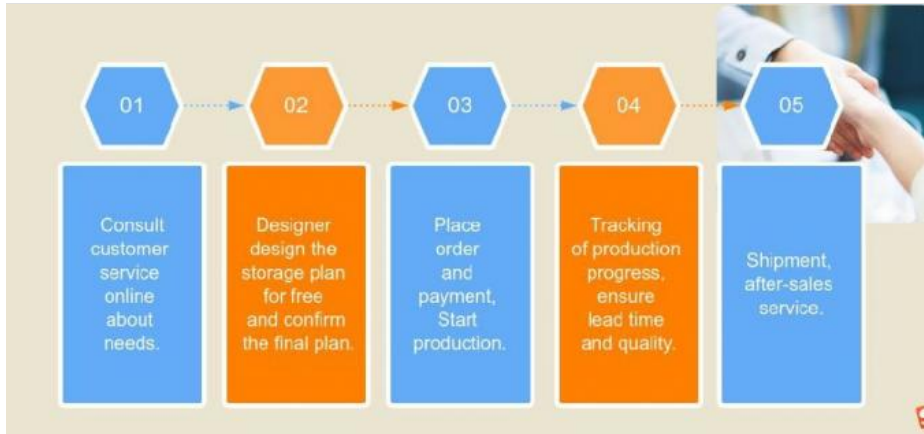 01
02
03
04
05
Consult
customer
service
online
about
needs.
Designer
design the
storage plan
for free
and confirm
the final plan.
Place
order
and
payment,
Start
production.
Tracking
of production
progress,
ensure
lead time
and quality.
Shipment,
after-sales
service.